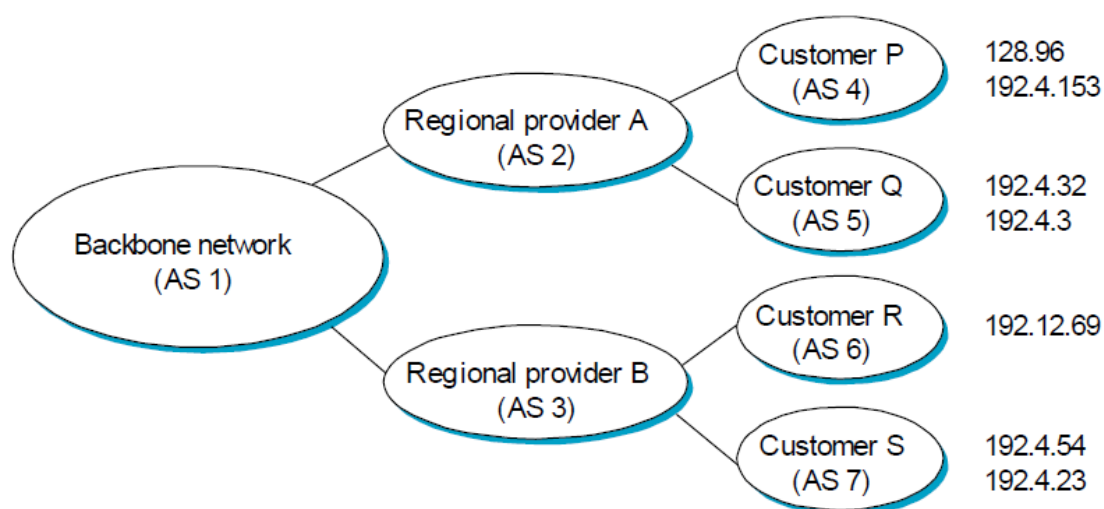 Backbone network
(AS 1)
Regional provider A
(AS 2)
Regional provider B
(AS 3)
Customer P
(AS 4)
128.96
192.4.153
Customer Q
(AS 5)
192.4.32
192.4.3
Customer R
(AS 6)
192.12.69
Customer S
(AS 7)
192.4.54
192.4.23